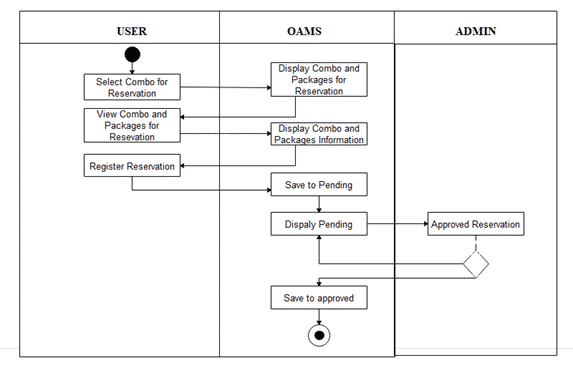 USER
OAMS
ADMIN
Select Combo for
Reservation
Display Combo and
Packages for
Reservation
View Combo and
Packages for
Resevation
Display Combo and
Packages Information
Register Reservation
Save to Pending
Dispaly Pending
Approved Reservation
Save to approved